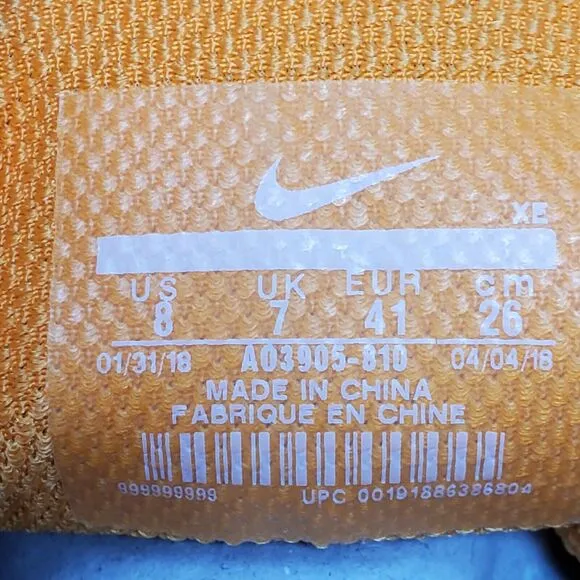 XE
US UK EUR cm
8 7 41 26
01/31/18 AO3905-810 04/04/18
MADE IN CHINA
FABRIQUE EN CHINE
999999999 UPC 00191886386804